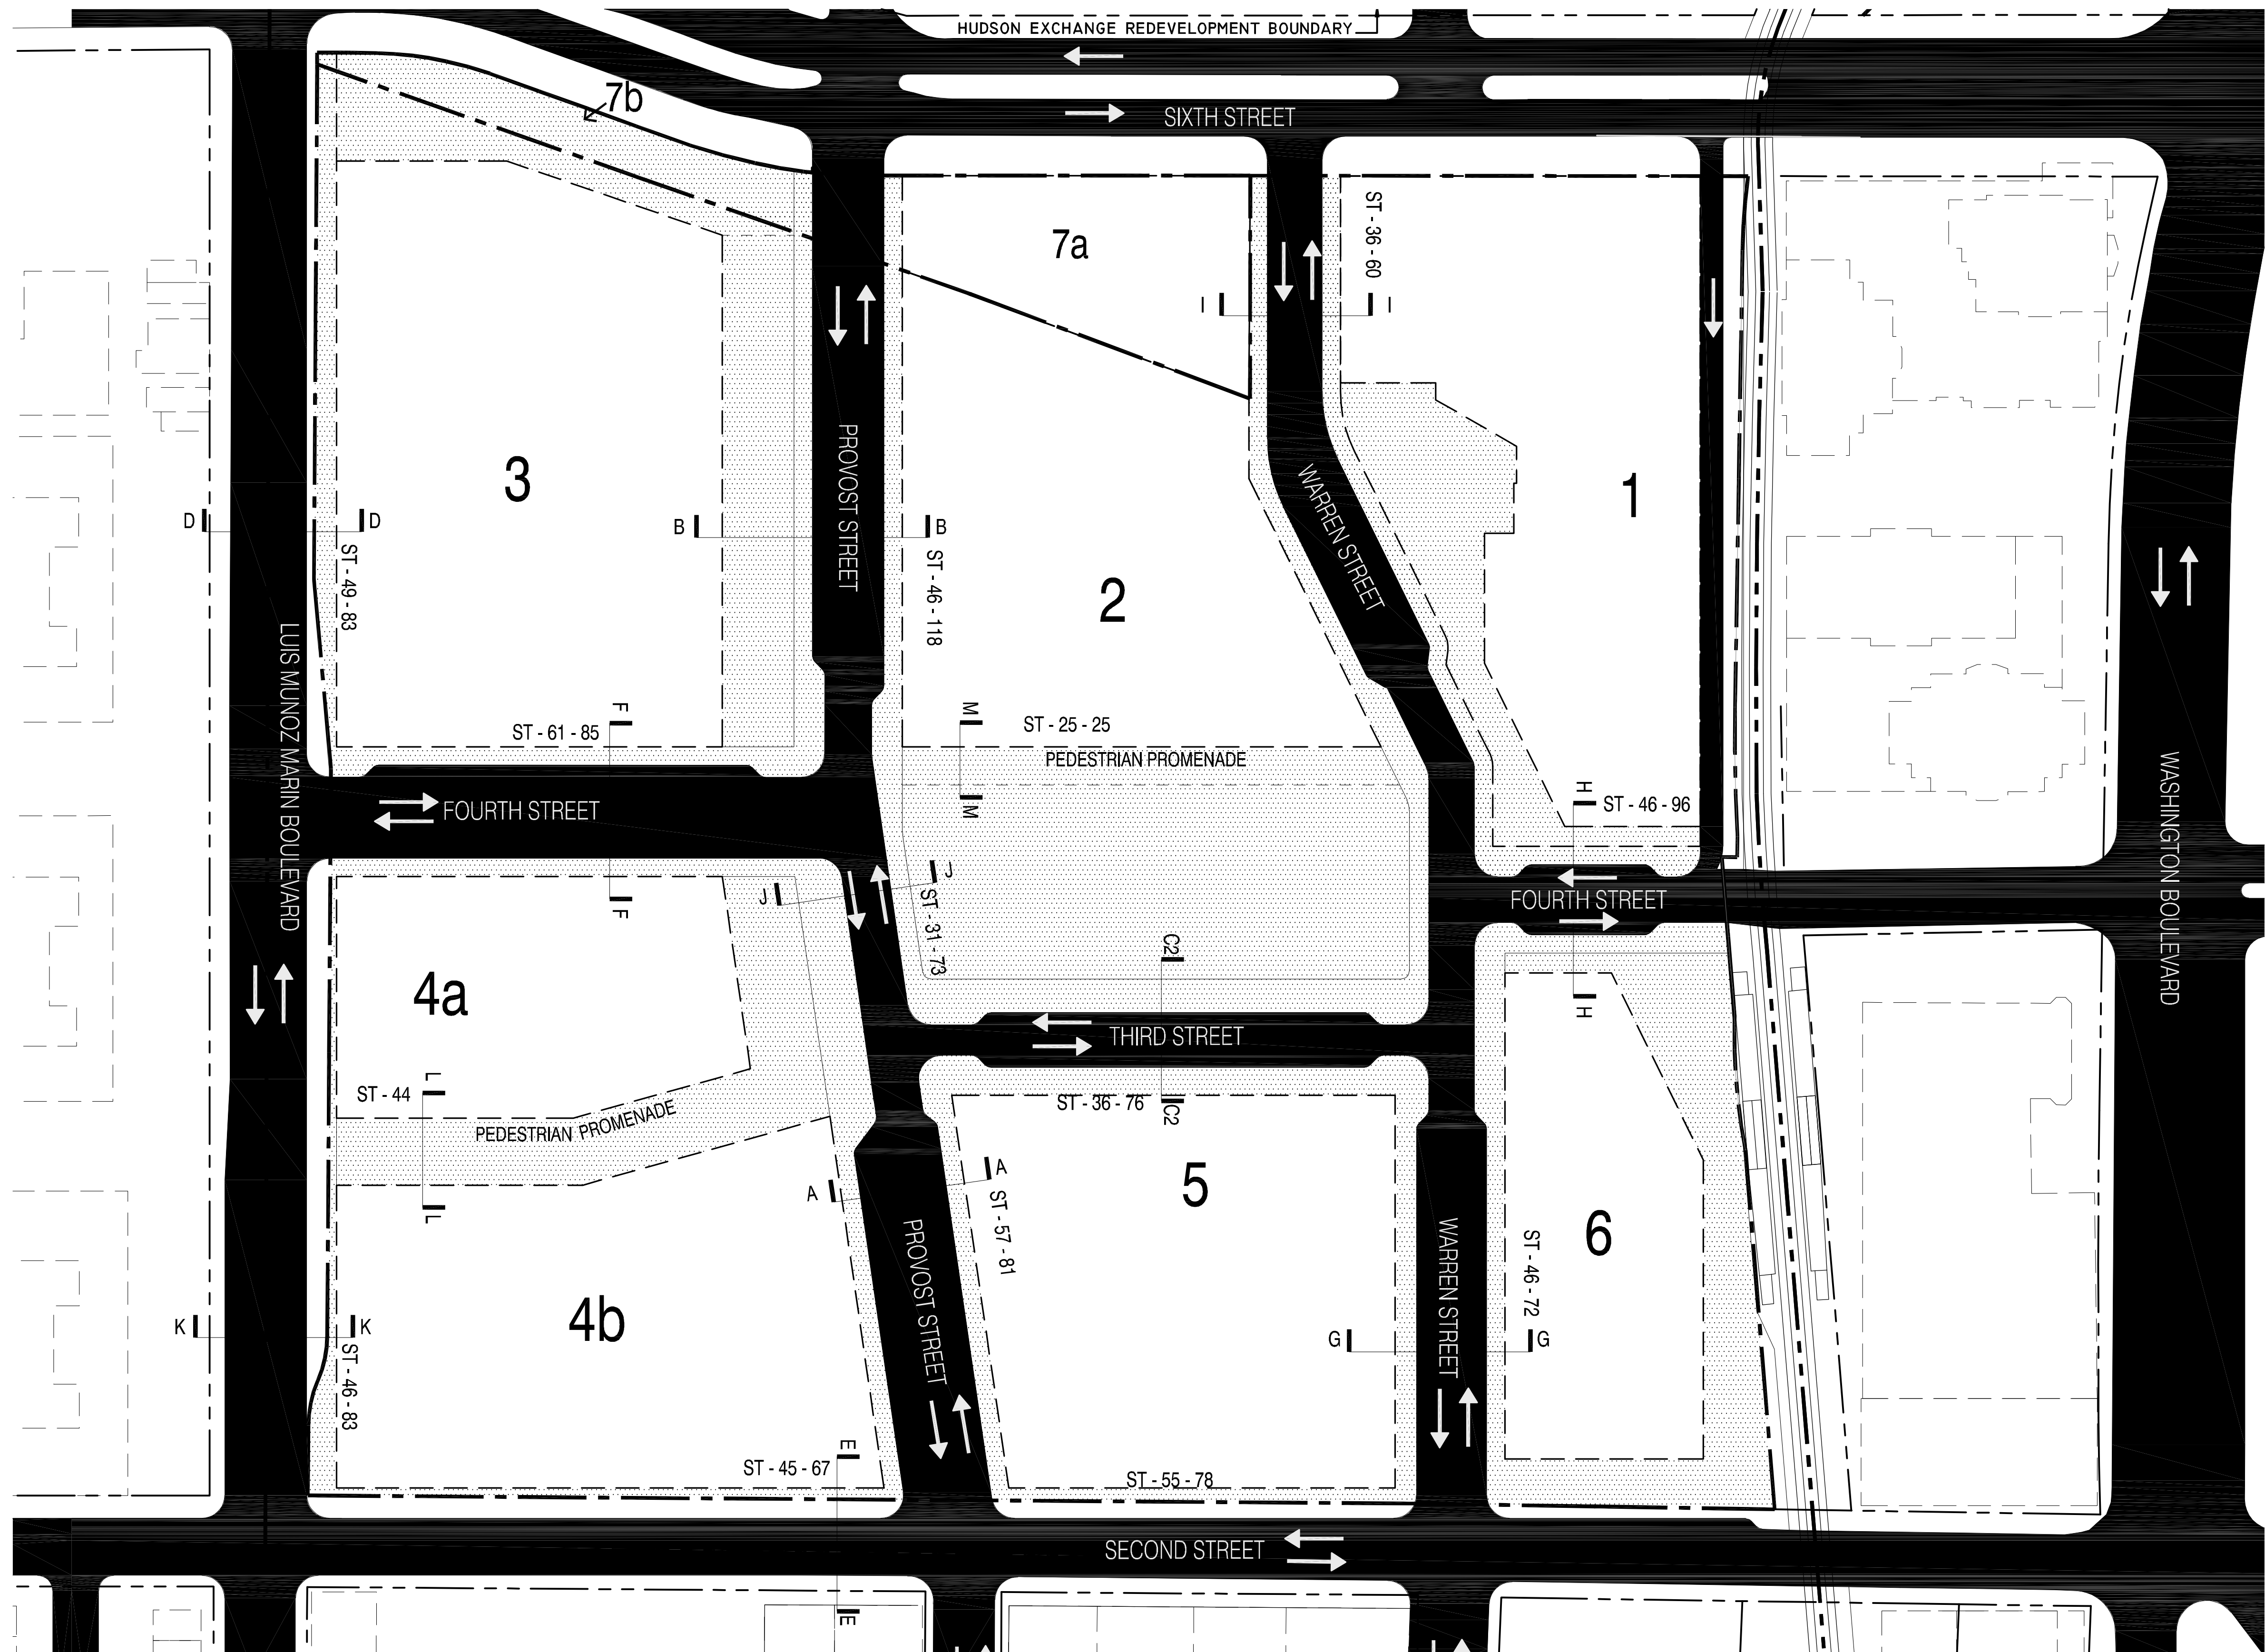 HUDSON EXCHANGE REDEVELOPMENT BOUNDARY
7b
SIXTH STREET
7a
ST - 36 - 60
I
I
3
PROVOST STREET
WARREN STREET
1
D
D
B
B
ST - 49 - 83
ST - 46 - 118
2
LUIS MUNOZ MARIN BOULEVARD
F
ST - 61 - 85
M
ST - 25 - 25
PEDESTRIAN PROMENADE
WASHINGTON BOULEVARD
FOURTH STREET
M
H
ST - 46 - 96
J
J
F
ST - 31 - 73
FOURTH STREET
C2
4a
H
THIRD STREET
L
ST - 44
ST - 36 - 76
C2
PEDESTRIAN PROMENADE
A
A
ST - 57 - 81
5
L
6
ST - 46 - 72
4b
PROVOST STREET
WARREN STREET
K
K
G
G
ST - 46 - 83
E
ST - 45 - 67
ST - 55 - 78
SECOND STREET
E